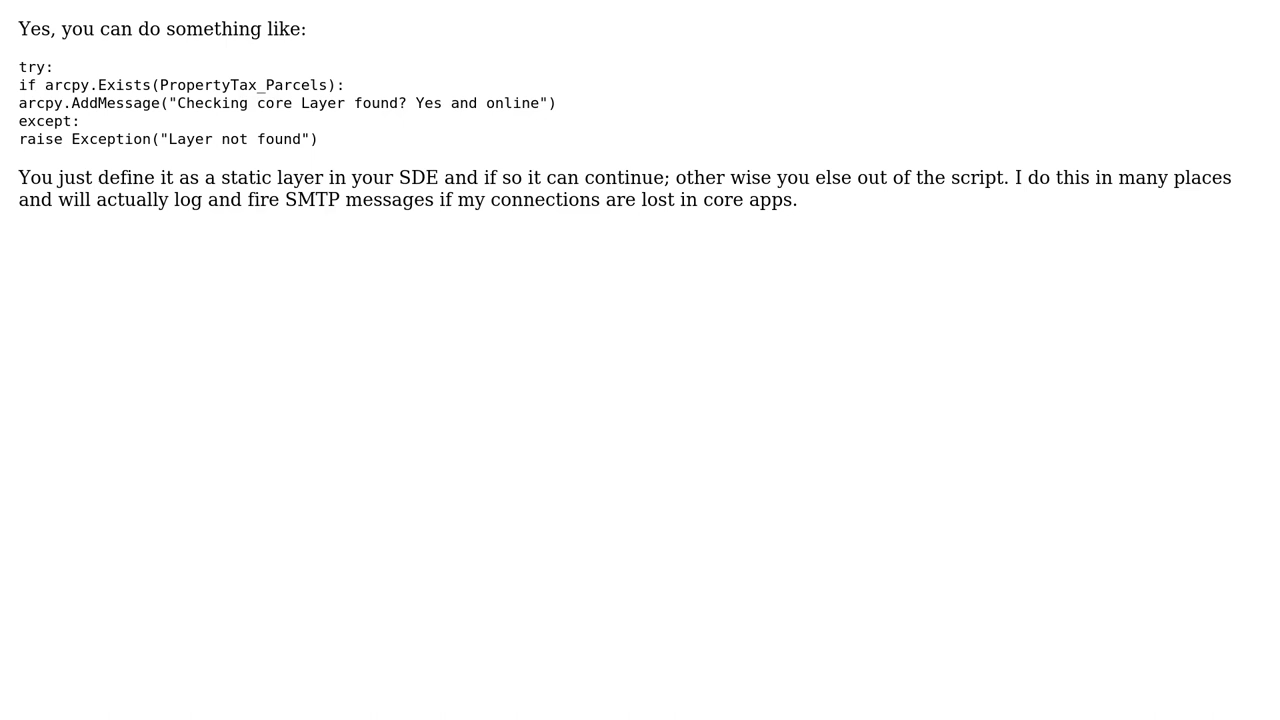 Yes, you can do something like:
try:
if arcpy.Exists(PropertyTax_Parcels):
arcpy.AddMessage("Checking core Layer found? Yes and online")
except:
raise Exception("Layer not found")
You just define it as a static layer in your SDE and if so it can continue; other wise you else out of the script. I do this in many places
and will actually log and fire SMTP messages if my connections are lost in core apps.